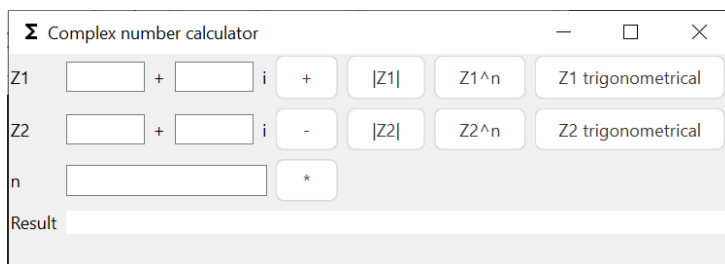 Σ Complex number calculator
Z1 + i + |Z1| Z1^n Z1 trigonometrical
Z2 + i - |Z2| Z2^n Z2 trigonometrical
n *
Result